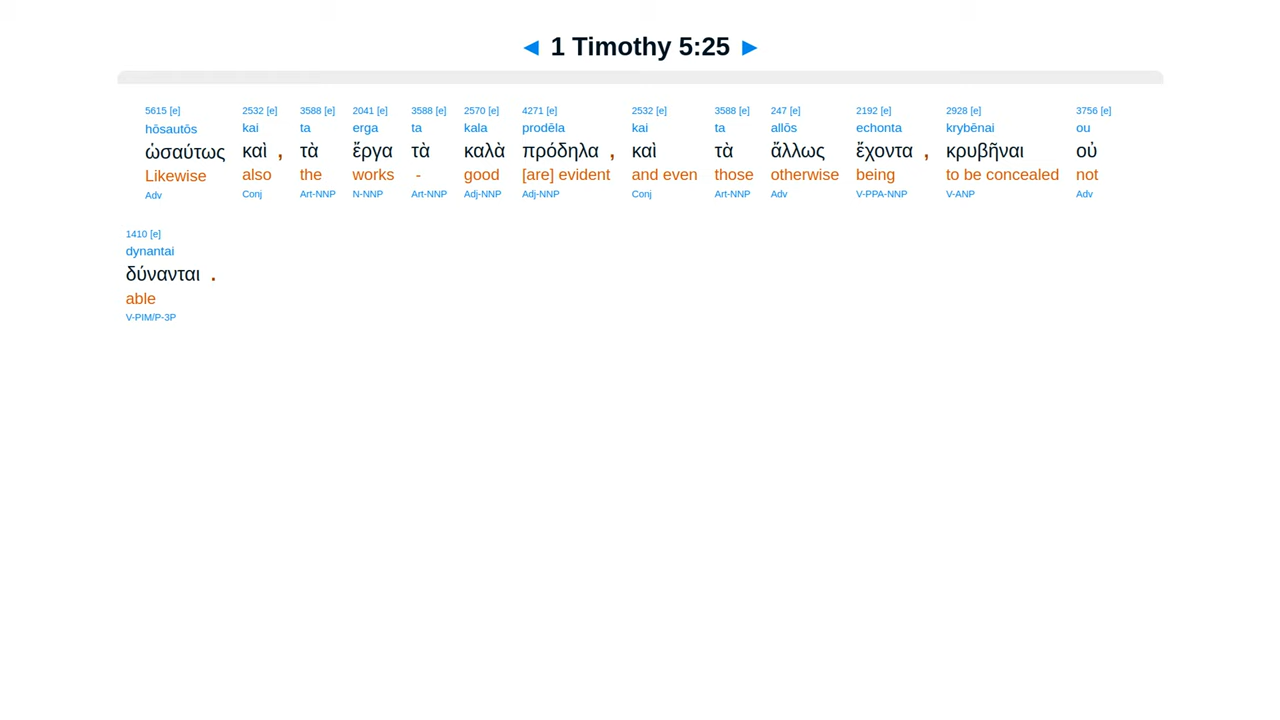 ◄ 1 Timothy 5:25 ►
5615 [e] 2532 [e] 3588 [e] 2041 [e] 3588 [e] 2570 [e] 4271 [e] 2532 [e] 3588 [e] 247 [e] 2192 [e] 2928 [e] 3756 [e]
hōsautōs kai ta erga ta kala prodēla kai ta allōs echonta krybēnai ou
ὡσαύτως καὶ , τὰ ἔργα τὰ καλὰ πρόδηλα , καὶ τὰ ἄλλως ἔχοντα , κρυβῆναι οὐ
Likewise also the works - good [are] evident and even those otherwise being to be concealed not
Adv Conj Art-NNP N-NNP Art-NNP Adj-NNP Adj-NNP Conj Art-NNP Adv V-PPA-NNP V-ANP Adv
1410 [e]
dynantai
δύνανται .
able
V-PIM/P-3P